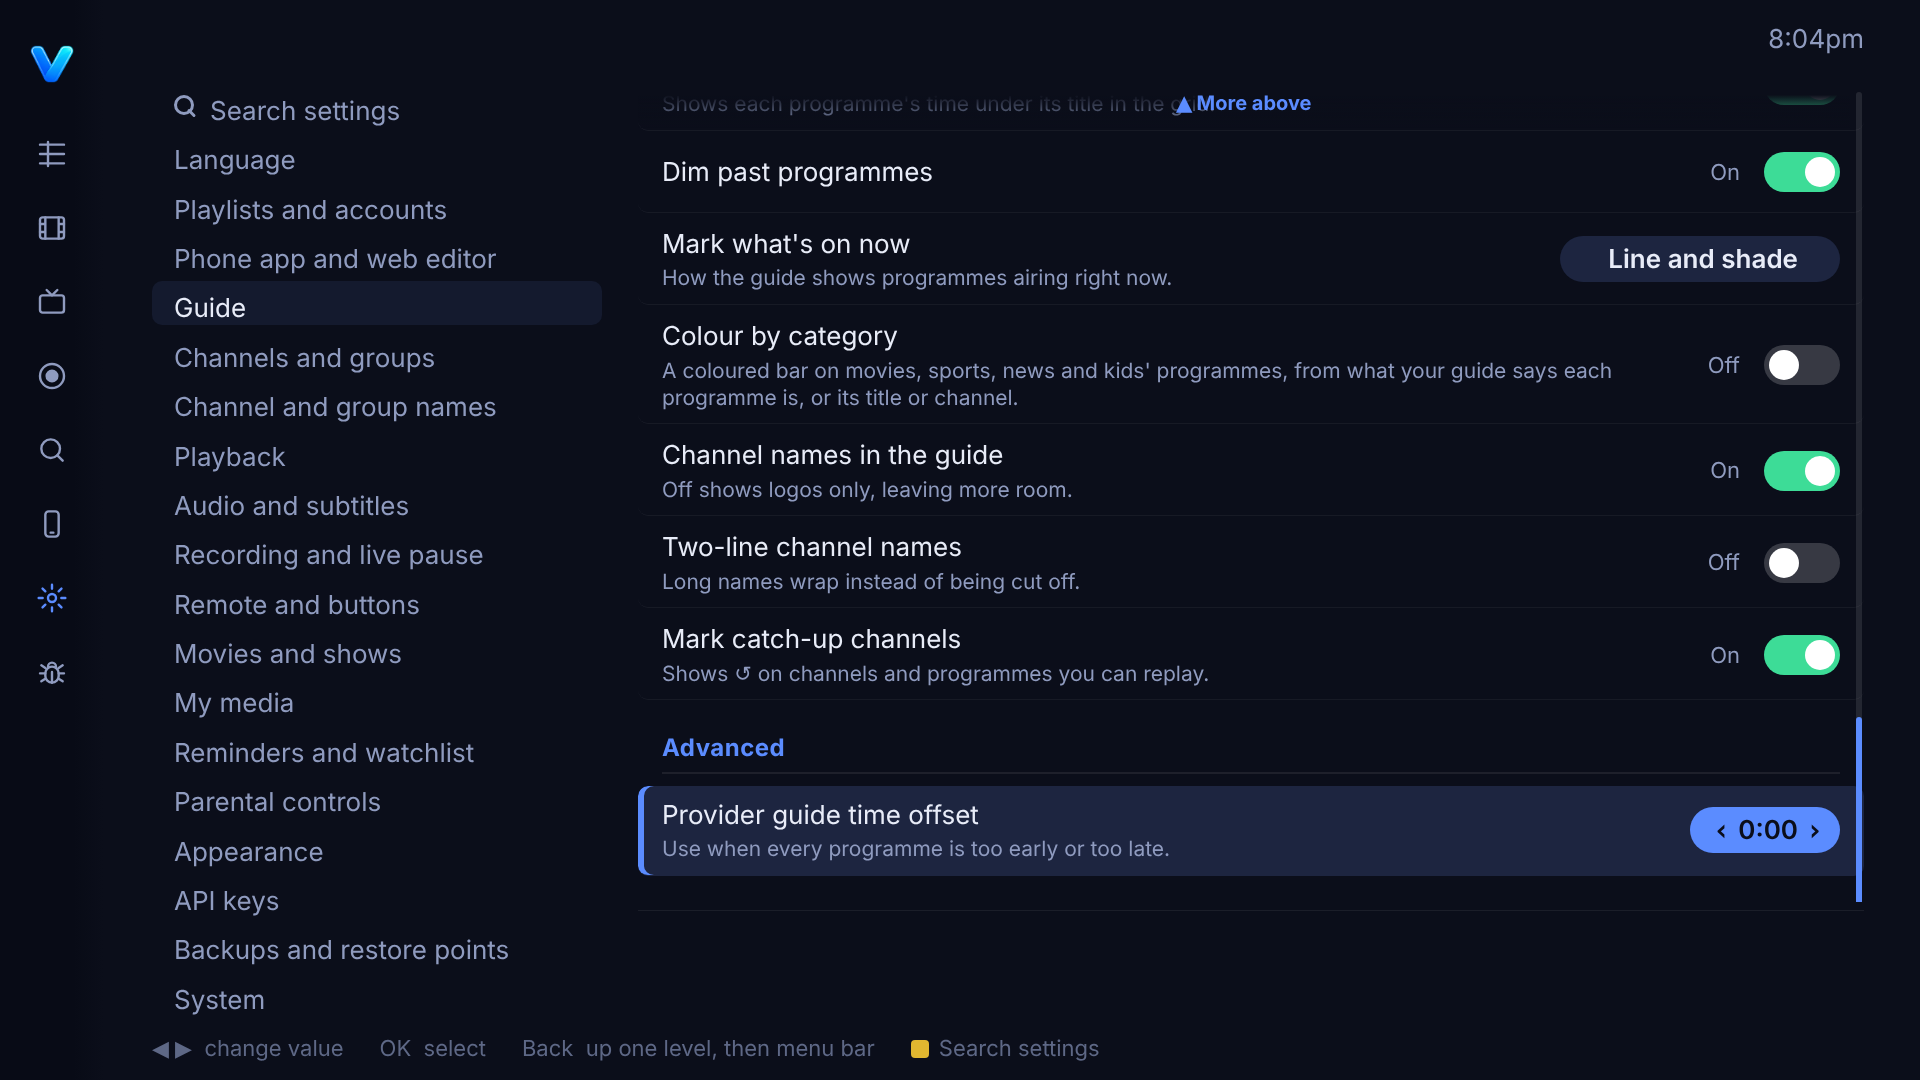 8:04pm
Search settings
Language
Playlists and accounts
Phone app and web editor
Guide
Channels and groups
Channel and group names
Playback
Audio and subtitles
Recording and live pause
Remote and buttons
Movies and shows
My media
Reminders and watchlist
Parental controls
Appearance
API keys
Backups and restore points
System
Shows each programme's time under its title in the
▲More above
Dim past programmes
On
Mark what's on now
How the guide shows programmes airing right now.
Line and shade
Colour by category
A coloured bar on movies, sports, news and kids' programmes, from what your guide says each
programme is, or its title or channel.
Off
Channel names in the guide
Off shows logos only, leaving more room.
On
Two-line channel names
Long names wrap instead of being cut off.
Off
Mark catch-up channels
Shows ↺ on channels and programmes you can replay.
On
Advanced
Provider guide time offset
Use when every programme is too early or too late.
‹ 0:00 ›
◀▶ change value OK select Back up one level, then menu bar Search settings